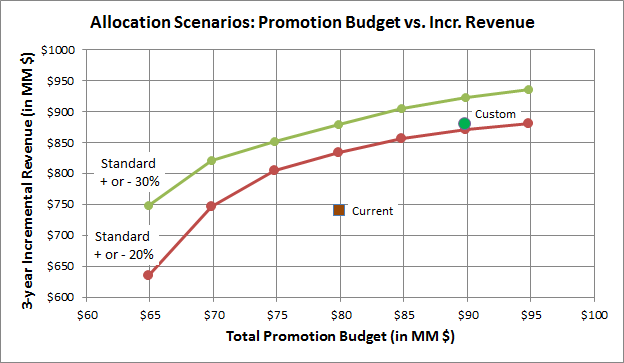 Allocation Scenarios: Promotion Budget vs. Incr. Revenue
3-year Incremental Revenue (in MM $)
$1000
$950
$900
$850
$800
$750
$700
$650
$600
Custom
Standard
+ or - 30%
Current
Standard
+ or - 20%
$60 $65 $70 $75 $80 $85 $90 $95 $100
Total Promotion Budget (in MM $)